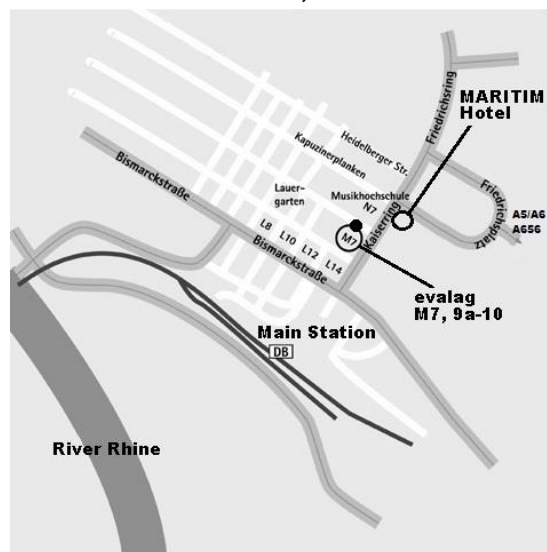 MARITIM
Hotel
Friedrichsring
Heidelberger Str.
Kapuzinerplanken
Bismarckstraße
Lauer-
garten
Musikhochschule
N7
Friedrichsplatz
A5/A6
A656
Kaiserring
L8
L10
L12
L14
M7
Bismarckstraße
evalag
M7, 9a-10
Main Station
DB
River Rhine